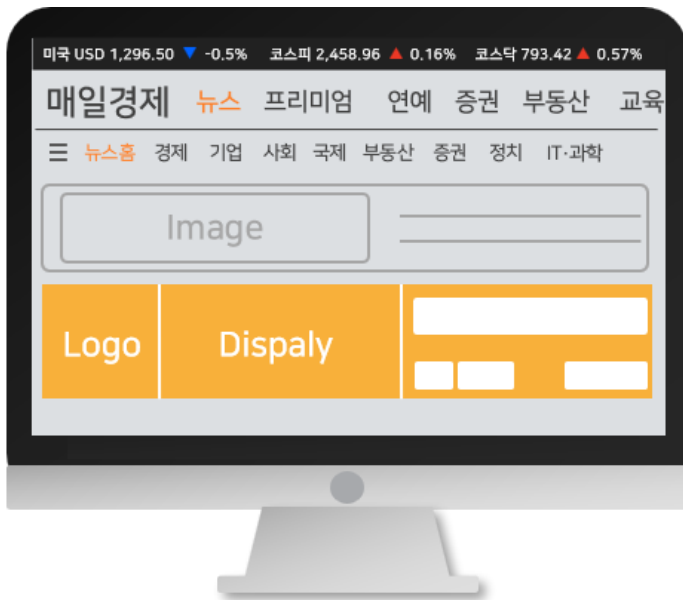 미국 USD 1,296.50 ▼ -0.5% 코스피 2,458.96 ▲ 0.16% 코스닥 793.42 ▲ 0.57%
매일경제 뉴스 프리미엄 연예 증권 부동산 교육
☰ 뉴스홈 경제 기업 사회 국제 부동산 증권 정치 IT·과학
Image
Logo Dispaly